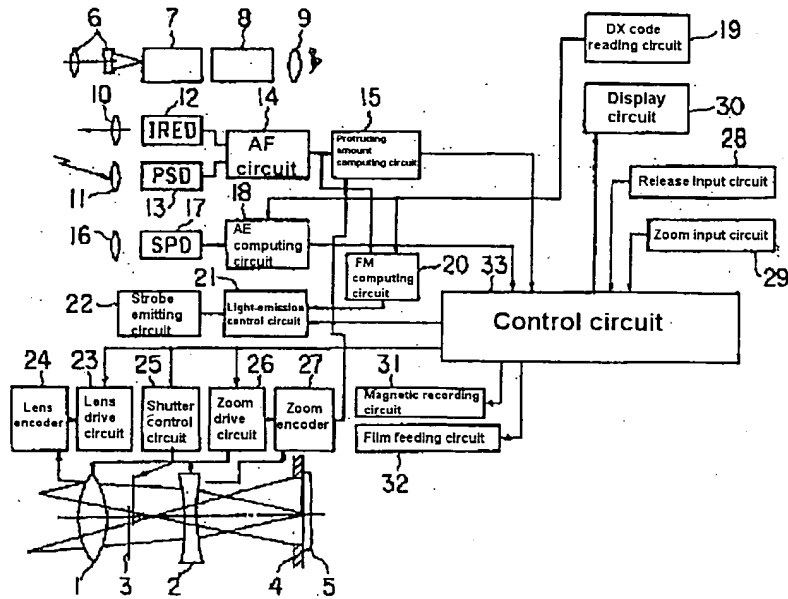 6
7
8
9
DX code
reading circuit
19
10
12
14
15
Display
circuit
30
IRED
AF
circuit
Protruding
amount computing circuit
28
11
PSD
13
17
18
Release Input circuit
16
SPD
AE
computing
circuit
Zoom input circuit
29
FM
computing
circuit
20
33
21
22
Strobe
emitting
circuit
Light-emission
control circuit
Control circuit
24
23
25
26
27
31
Lens
encoder
Lens
drive
circuit
Shutter
control
circuit
Zoom
drive
circuit
Zoom
encoder
Magnetic recording
circuit
Film feeding circuit
32
1
3
2
4
5